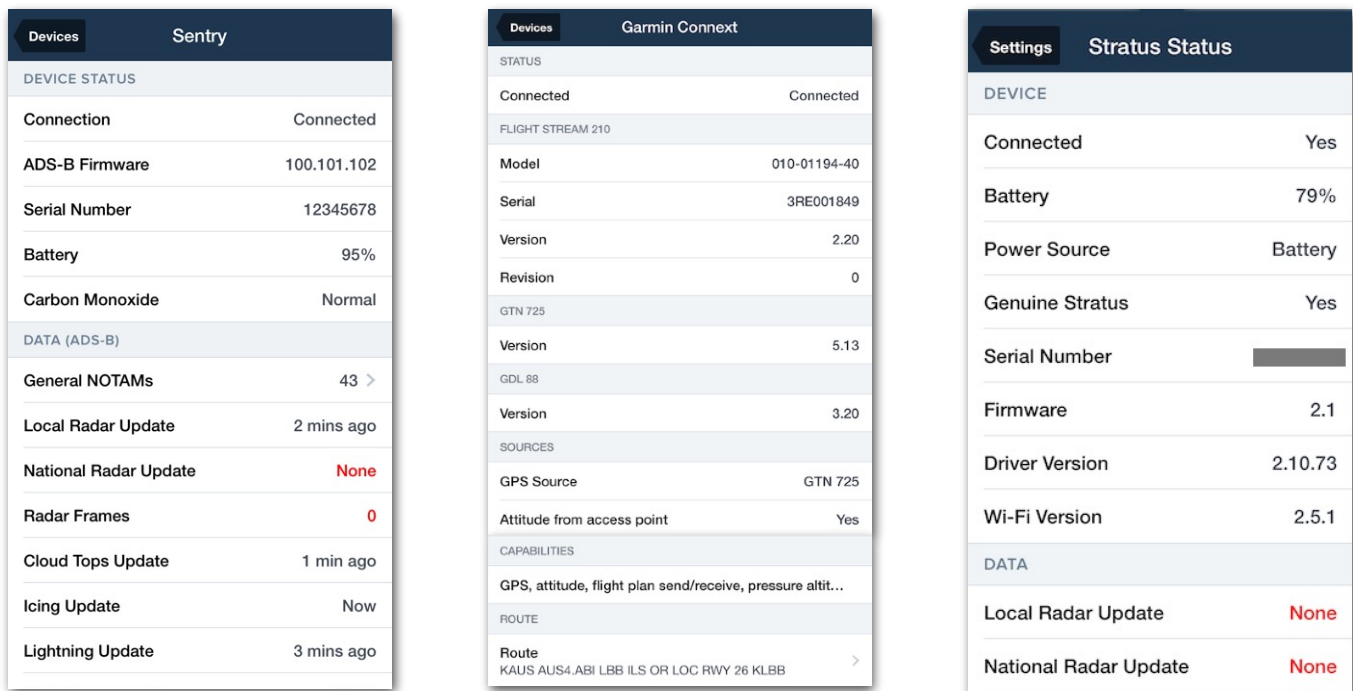 Devices Sentry
DEVICE STATUS
Connection Connected
ADS-B Firmware 100.101.102
Serial Number 12345678
Battery 95%
Carbon Monoxide Normal
DATA (ADS-B)
General NOTAMs 43 >
Local Radar Update 2 mins ago
National Radar Update None
Radar Frames 0
Cloud Tops Update 1 min ago
Icing Update Now
Lightning Update 3 mins ago
Devices Garmin Connext
STATUS
Connected Connected
FLIGHT STREAM 210
Model 010-01194-40
Serial 3RE001849
Version 2.20
Revision 0
GTN 725
Version 5.13
GDL 88
Version 3.20
SOURCES
GPS Source GTN 725
Attitude from access point Yes
CAPABILITIES
GPS, attitude, flight plan send/receive, pressure altit...
ROUTE
Route
KAUS AUS4.ABI LBB ILS OR LOC RWY 26 KLBB
Settings Stratus Status
DEVICE
Connected Yes
Battery 79%
Power Source Battery
Genuine Stratus Yes
Serial Number
Firmware 2.1
Driver Version 2.10.73
Wi-Fi Version 2.5.1
DATA
Local Radar Update None
National Radar Update None